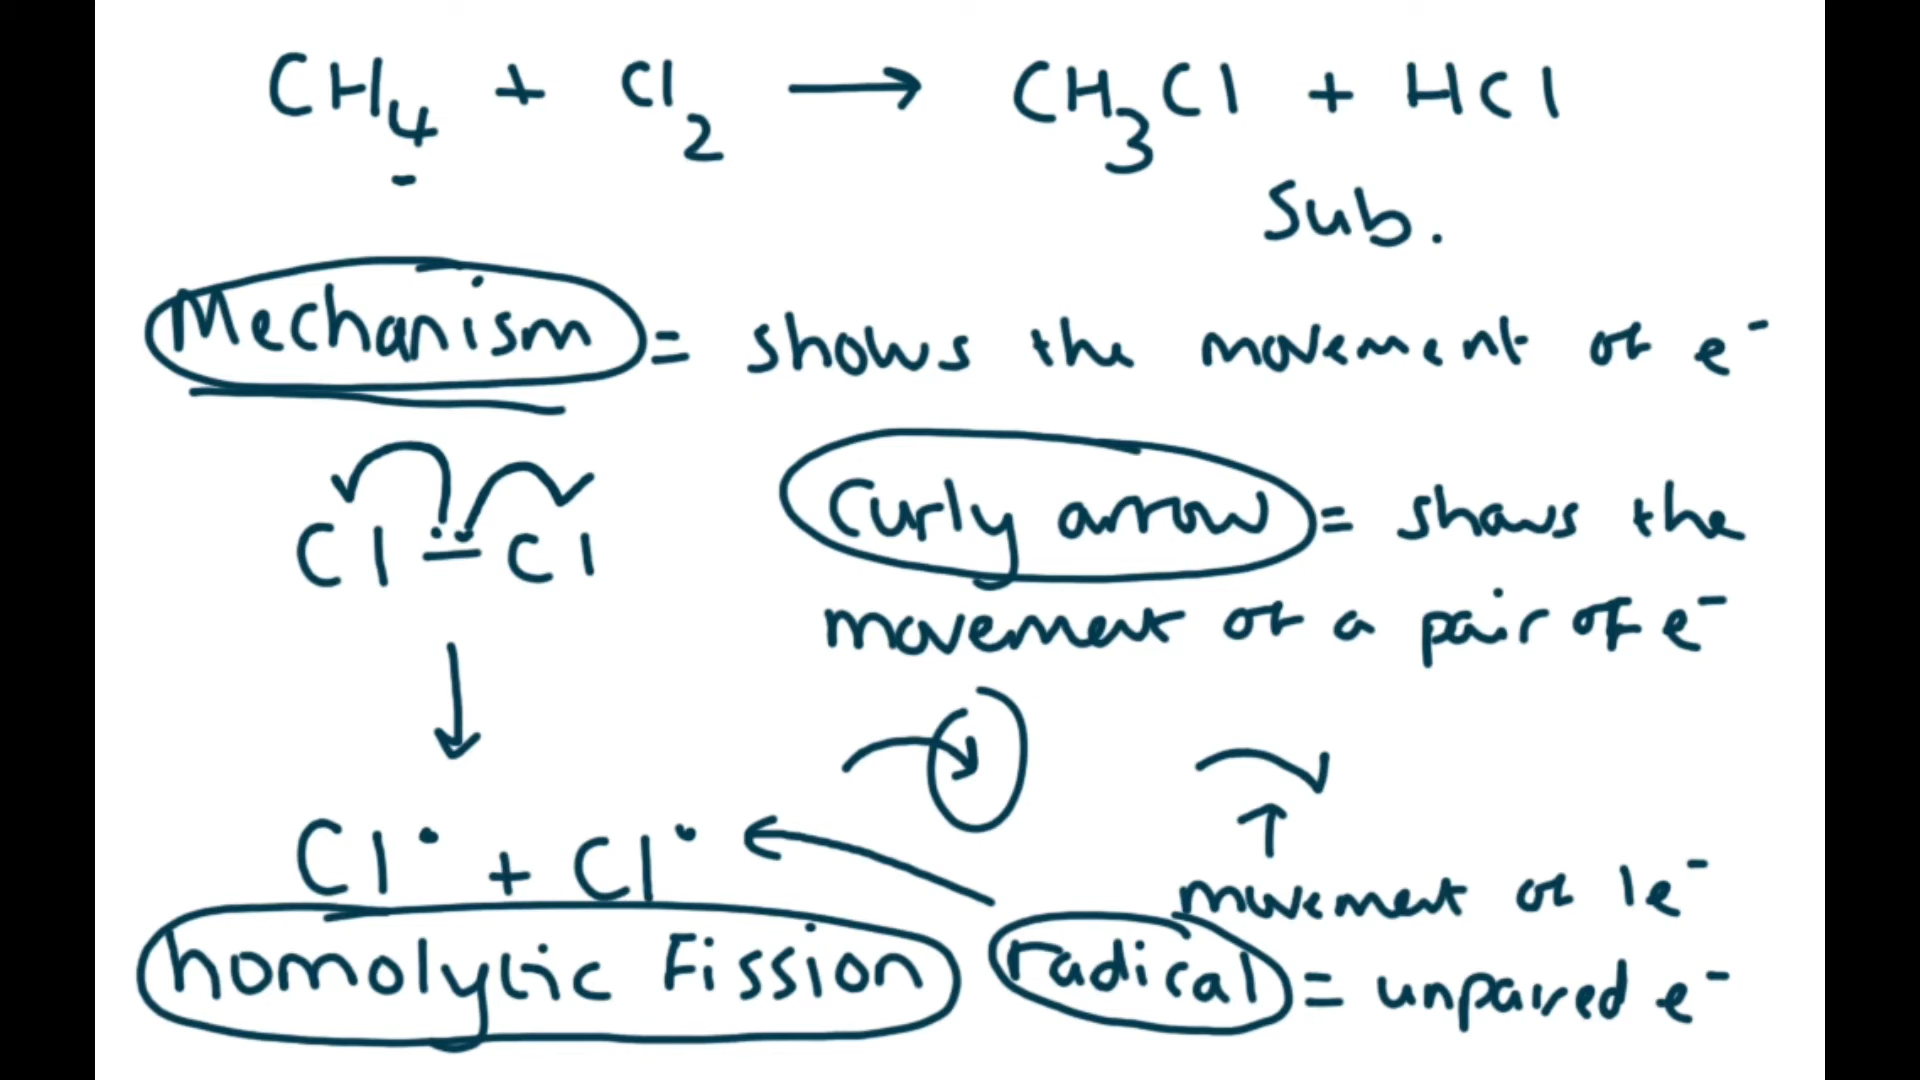 CH₄ + Cl₂ → CH₃Cl + HCl
Sub.
Mechanism = shows the movement of e⁻
Cl — Cl
Curly arrow = shows the
movement of a pair of e⁻
Cl• + Cl•
movement of 1e⁻
homolytic Fission
radical = unpaired e⁻